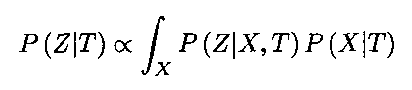 P (Z|T) ∝ ∫_X P (Z|X, T) P (X|T)